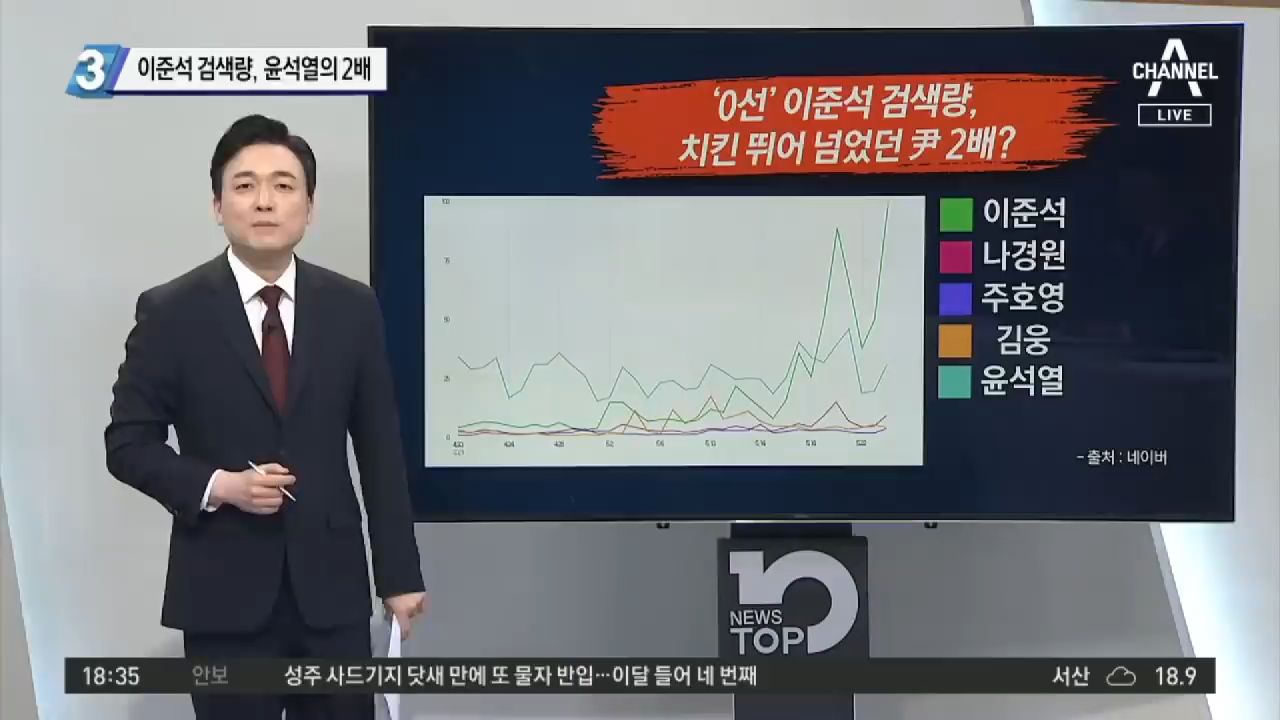 3 이준석 검색량, 윤석열의 2배
CHANNEL A
LIVE
‘0선’ 이준석 검색량,
치킨 뛰어 넘었던 尹 2배?
이준석
나경원
주호영
김웅
윤석열
- 출처 : 네이버
NEWS
TOP10
18:35 안보 성주 사드기지 닷새 만에 또 물자 반입…이달 들어 네 번째 서산 18.9